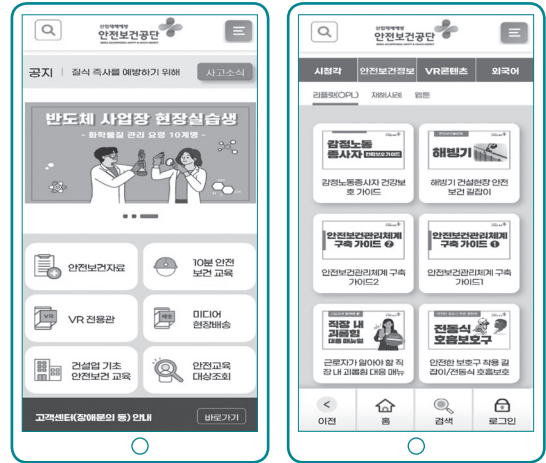 산업재해예방
안전보건공단
공지 | 질식 즉사를 예방하기 위해 사고소식
반도체 사업장 현장실습생
- 화학물질 관리 요령 10계명 -
안전보건자료
10분 안전
보건 교육
VR
VR 전용관
미디어
현장배송
건설업 기초
안전보건 교육
안전교육
대상조회
고객센터(장애문의 등) 안내 바로가기
산업재해예방
안전보건공단
시청각 안전보건정보 VR콘텐츠 외국어
리플릿(OPL) 재해사례 웹툰
감정노동
종사자 건강보호가이드
감정노동종사자 건강보
호 가이드
해빙기
해빙기 건설현장 안전
보건 길잡이
안전보건관리체계
구축 가이드 2
안전보건관리체계 구축
가이드2
안전보건관리체계
구축 가이드 1
안전보건관리체계 구축
가이드1
직장 내
괴롭힘
대응 매뉴얼
근로자가 알아야 할 직
장 내 괴롭힘 대응 매뉴
전동식
호흡보호구
안전한 보호구 착용 길
잡이/전동식 호흡보호
이전 홈 검색 로그인